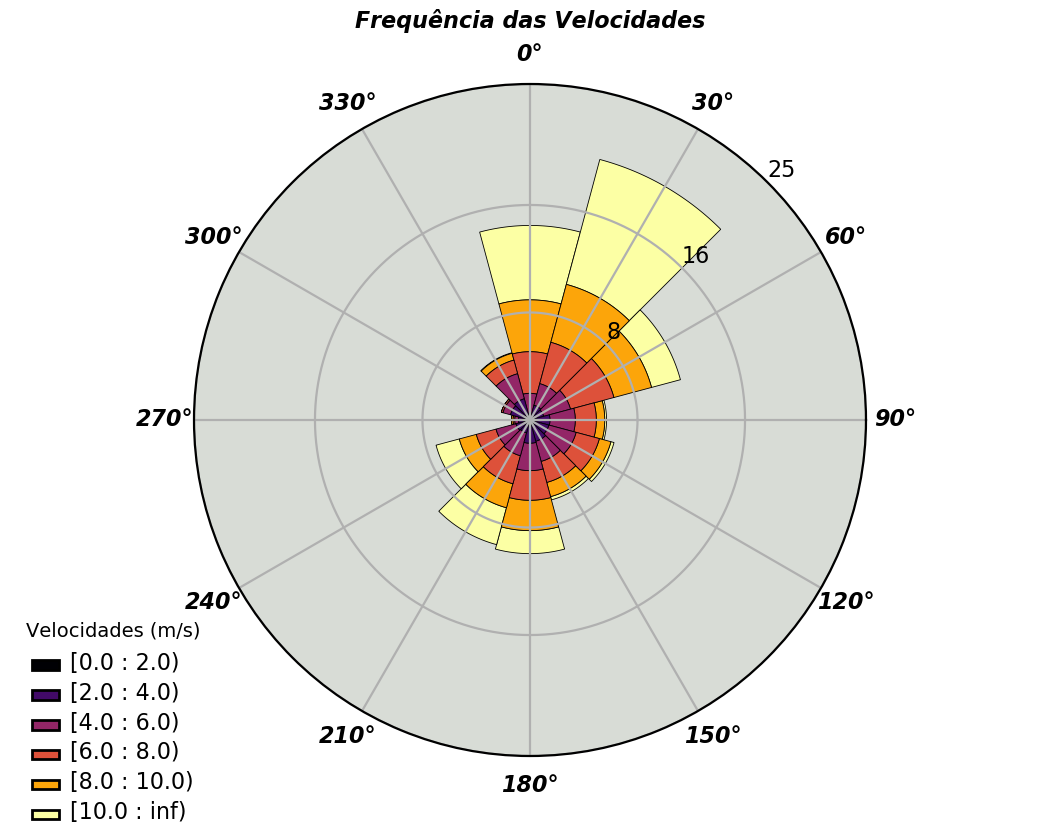 Frequência das Velocidades
0°
330°
30°
25
300°
60°
16
8
270°
90°
240°
120°
210°
150°
180°
Velocidades (m/s)
[0.0 : 2.0)
[2.0 : 4.0)
[4.0 : 6.0)
[6.0 : 8.0)
[8.0 : 10.0)
[10.0 : inf)